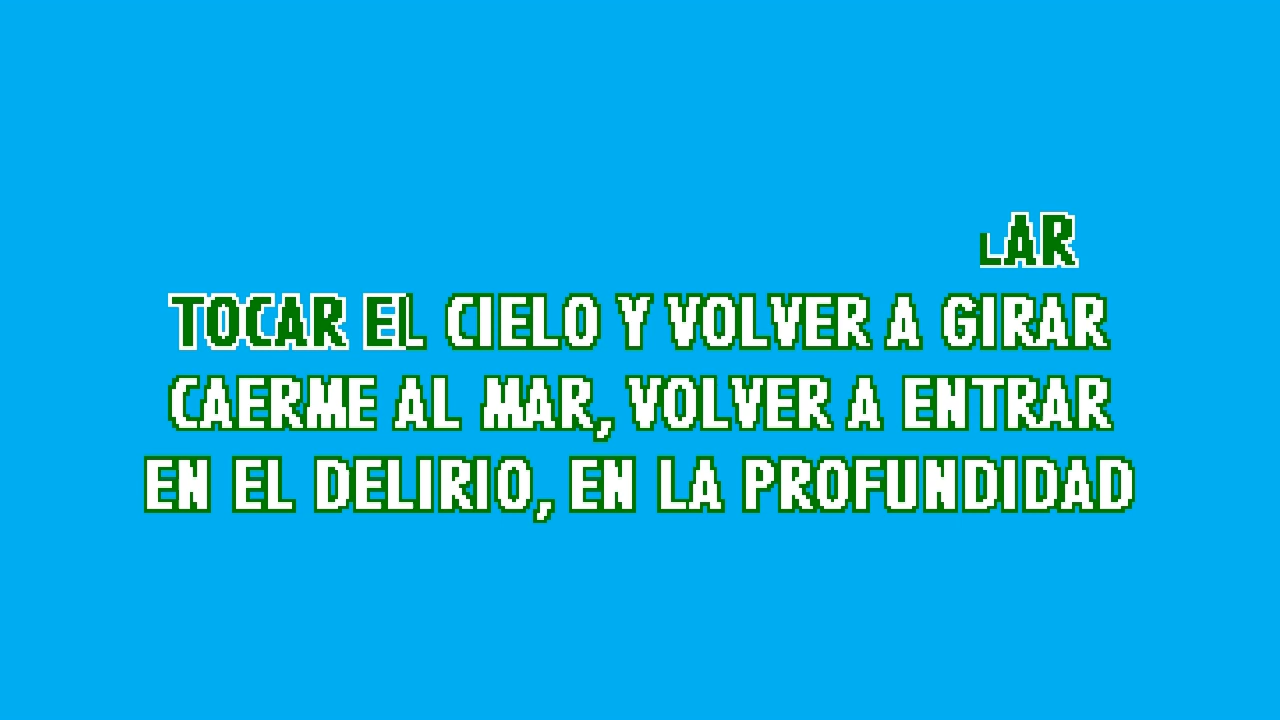 LAR
TOCAR EL CIELO Y VOLVER A GIRAR
CAERME AL MAR, VOLVER A ENTRAR
EN EL DELIRIO, EN LA PROFUNDIDAD